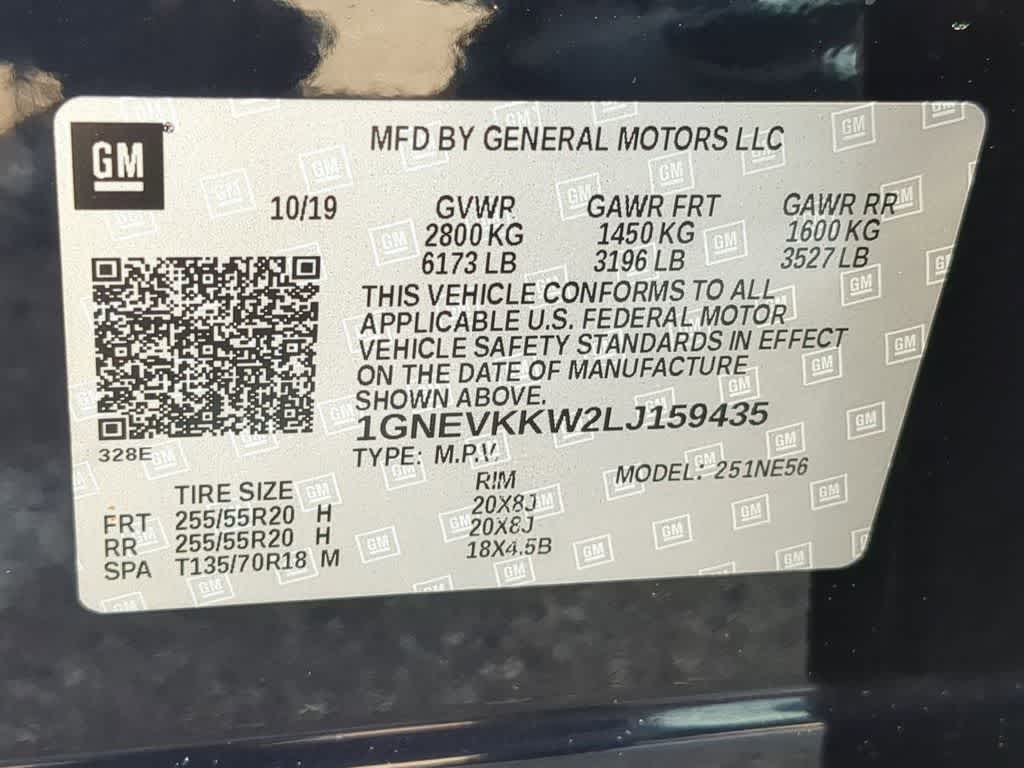 GM
MFD BY GENERAL MOTORS LLC
10/19 GVWR GAWR FRT GAWR RR
2800 KG 1450 KG 1600 KG
6173 LB 3196 LB 3527 LB
THIS VEHICLE CONFORMS TO ALL
APPLICABLE U.S. FEDERAL MOTOR
VEHICLE SAFETY STANDARDS IN EFFECT
ON THE DATE OF MANUFACTURE
SHOWN ABOVE.
1GNEVKKW2LJ159435
328E
TYPE: M.P.V. MODEL: 251NE56
TIRE SIZE RIM
FRT 255/55R20 H 20X8J
RR 255/55R20 H 20X8J
SPA T135/70R18 M 18X4.5B